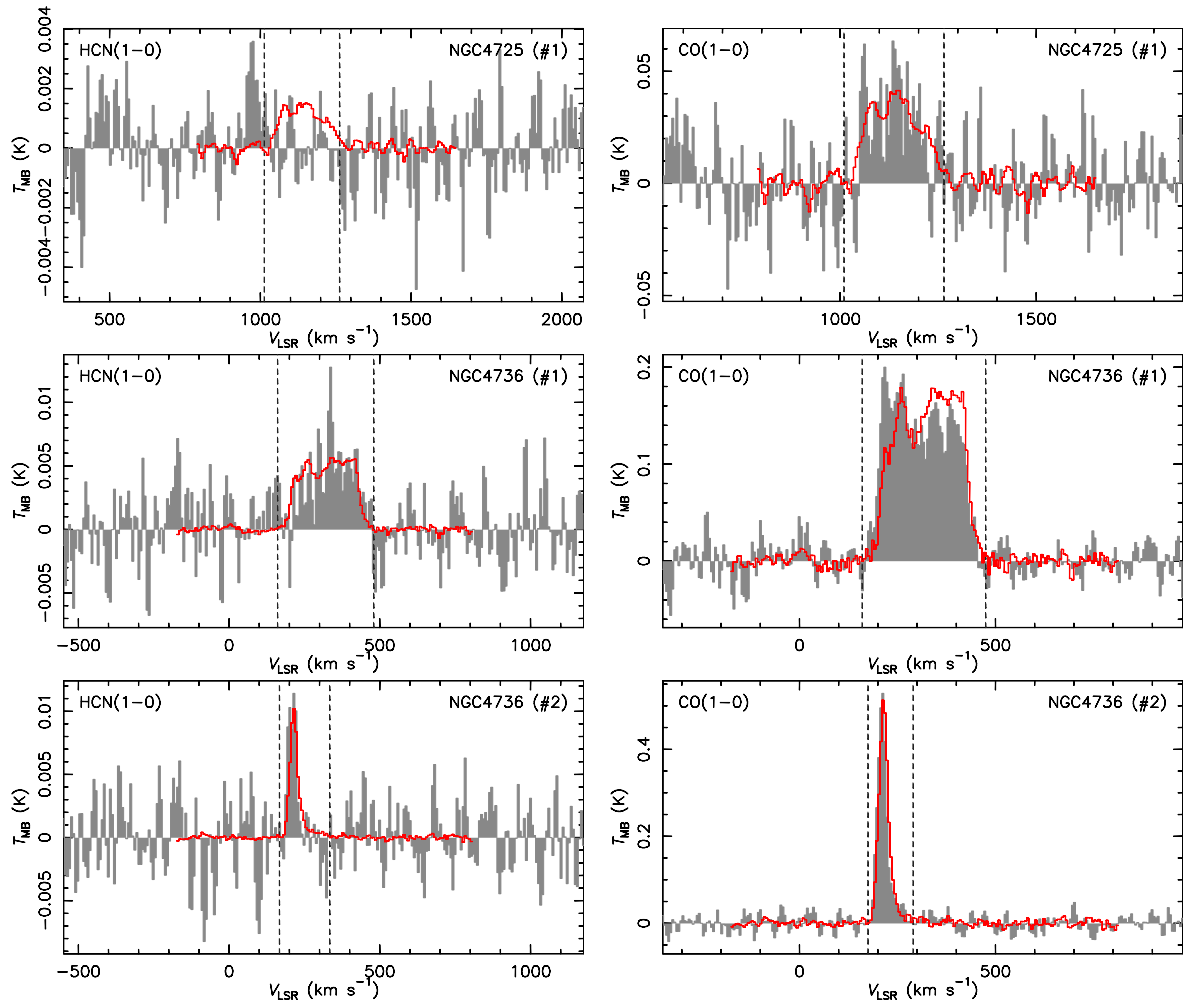 HCN(1−0) NGC4725 (#1)
T_MB (K)
−0.004 −0.002 0 0.002 0.004
500 1000 1500 2000
V_LSR (km s⁻¹)
CO(1−0) NGC4725 (#1)
T_MB (K)
−0.05 0 0.05
1000 1500
V_LSR (km s⁻¹)
HCN(1−0) NGC4736 (#1)
T_MB (K)
−0.005 0 0.005 0.01
−500 0 500 1000
V_LSR (km s⁻¹)
CO(1−0) NGC4736 (#1)
T_MB (K)
0 0.1 0.2
0 500
V_LSR (km s⁻¹)
HCN(1−0) NGC4736 (#2)
T_MB (K)
−0.005 0 0.005 0.01
−500 0 500 1000
V_LSR (km s⁻¹)
CO(1−0) NGC4736 (#2)
T_MB (K)
0 0.2 0.4
0 500
V_LSR (km s⁻¹)